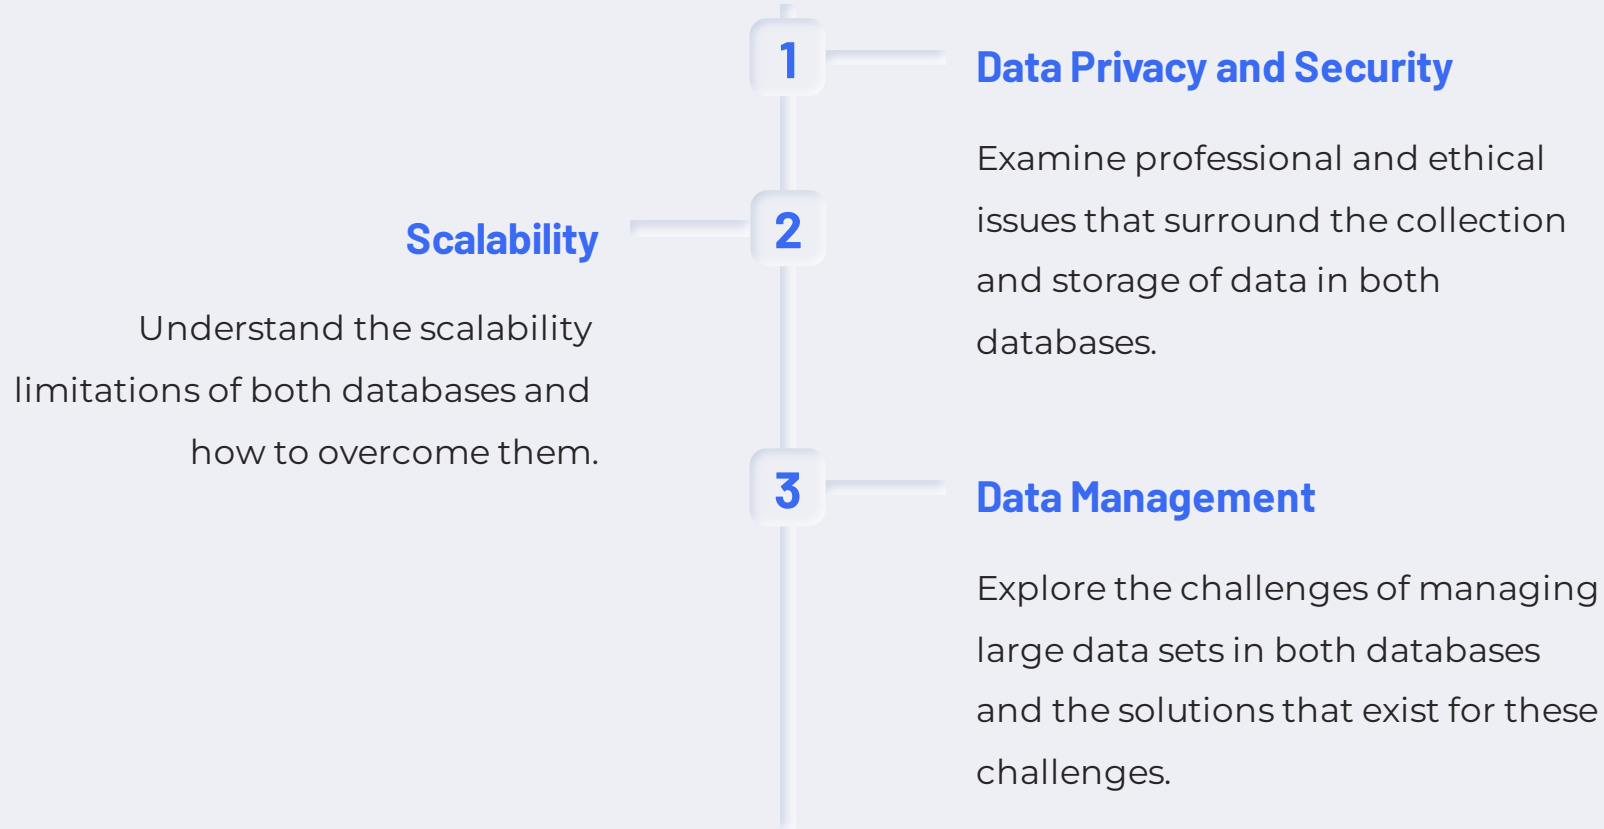 1
Data Privacy and Security
Examine professional and ethical
issues that surround the collection
and storage of data in both
databases.
2
Scalability
Understand the scalability
limitations of both databases and
how to overcome them.
3
Data Management
Explore the challenges of managing
large data sets in both databases
and the solutions that exist for these
challenges.